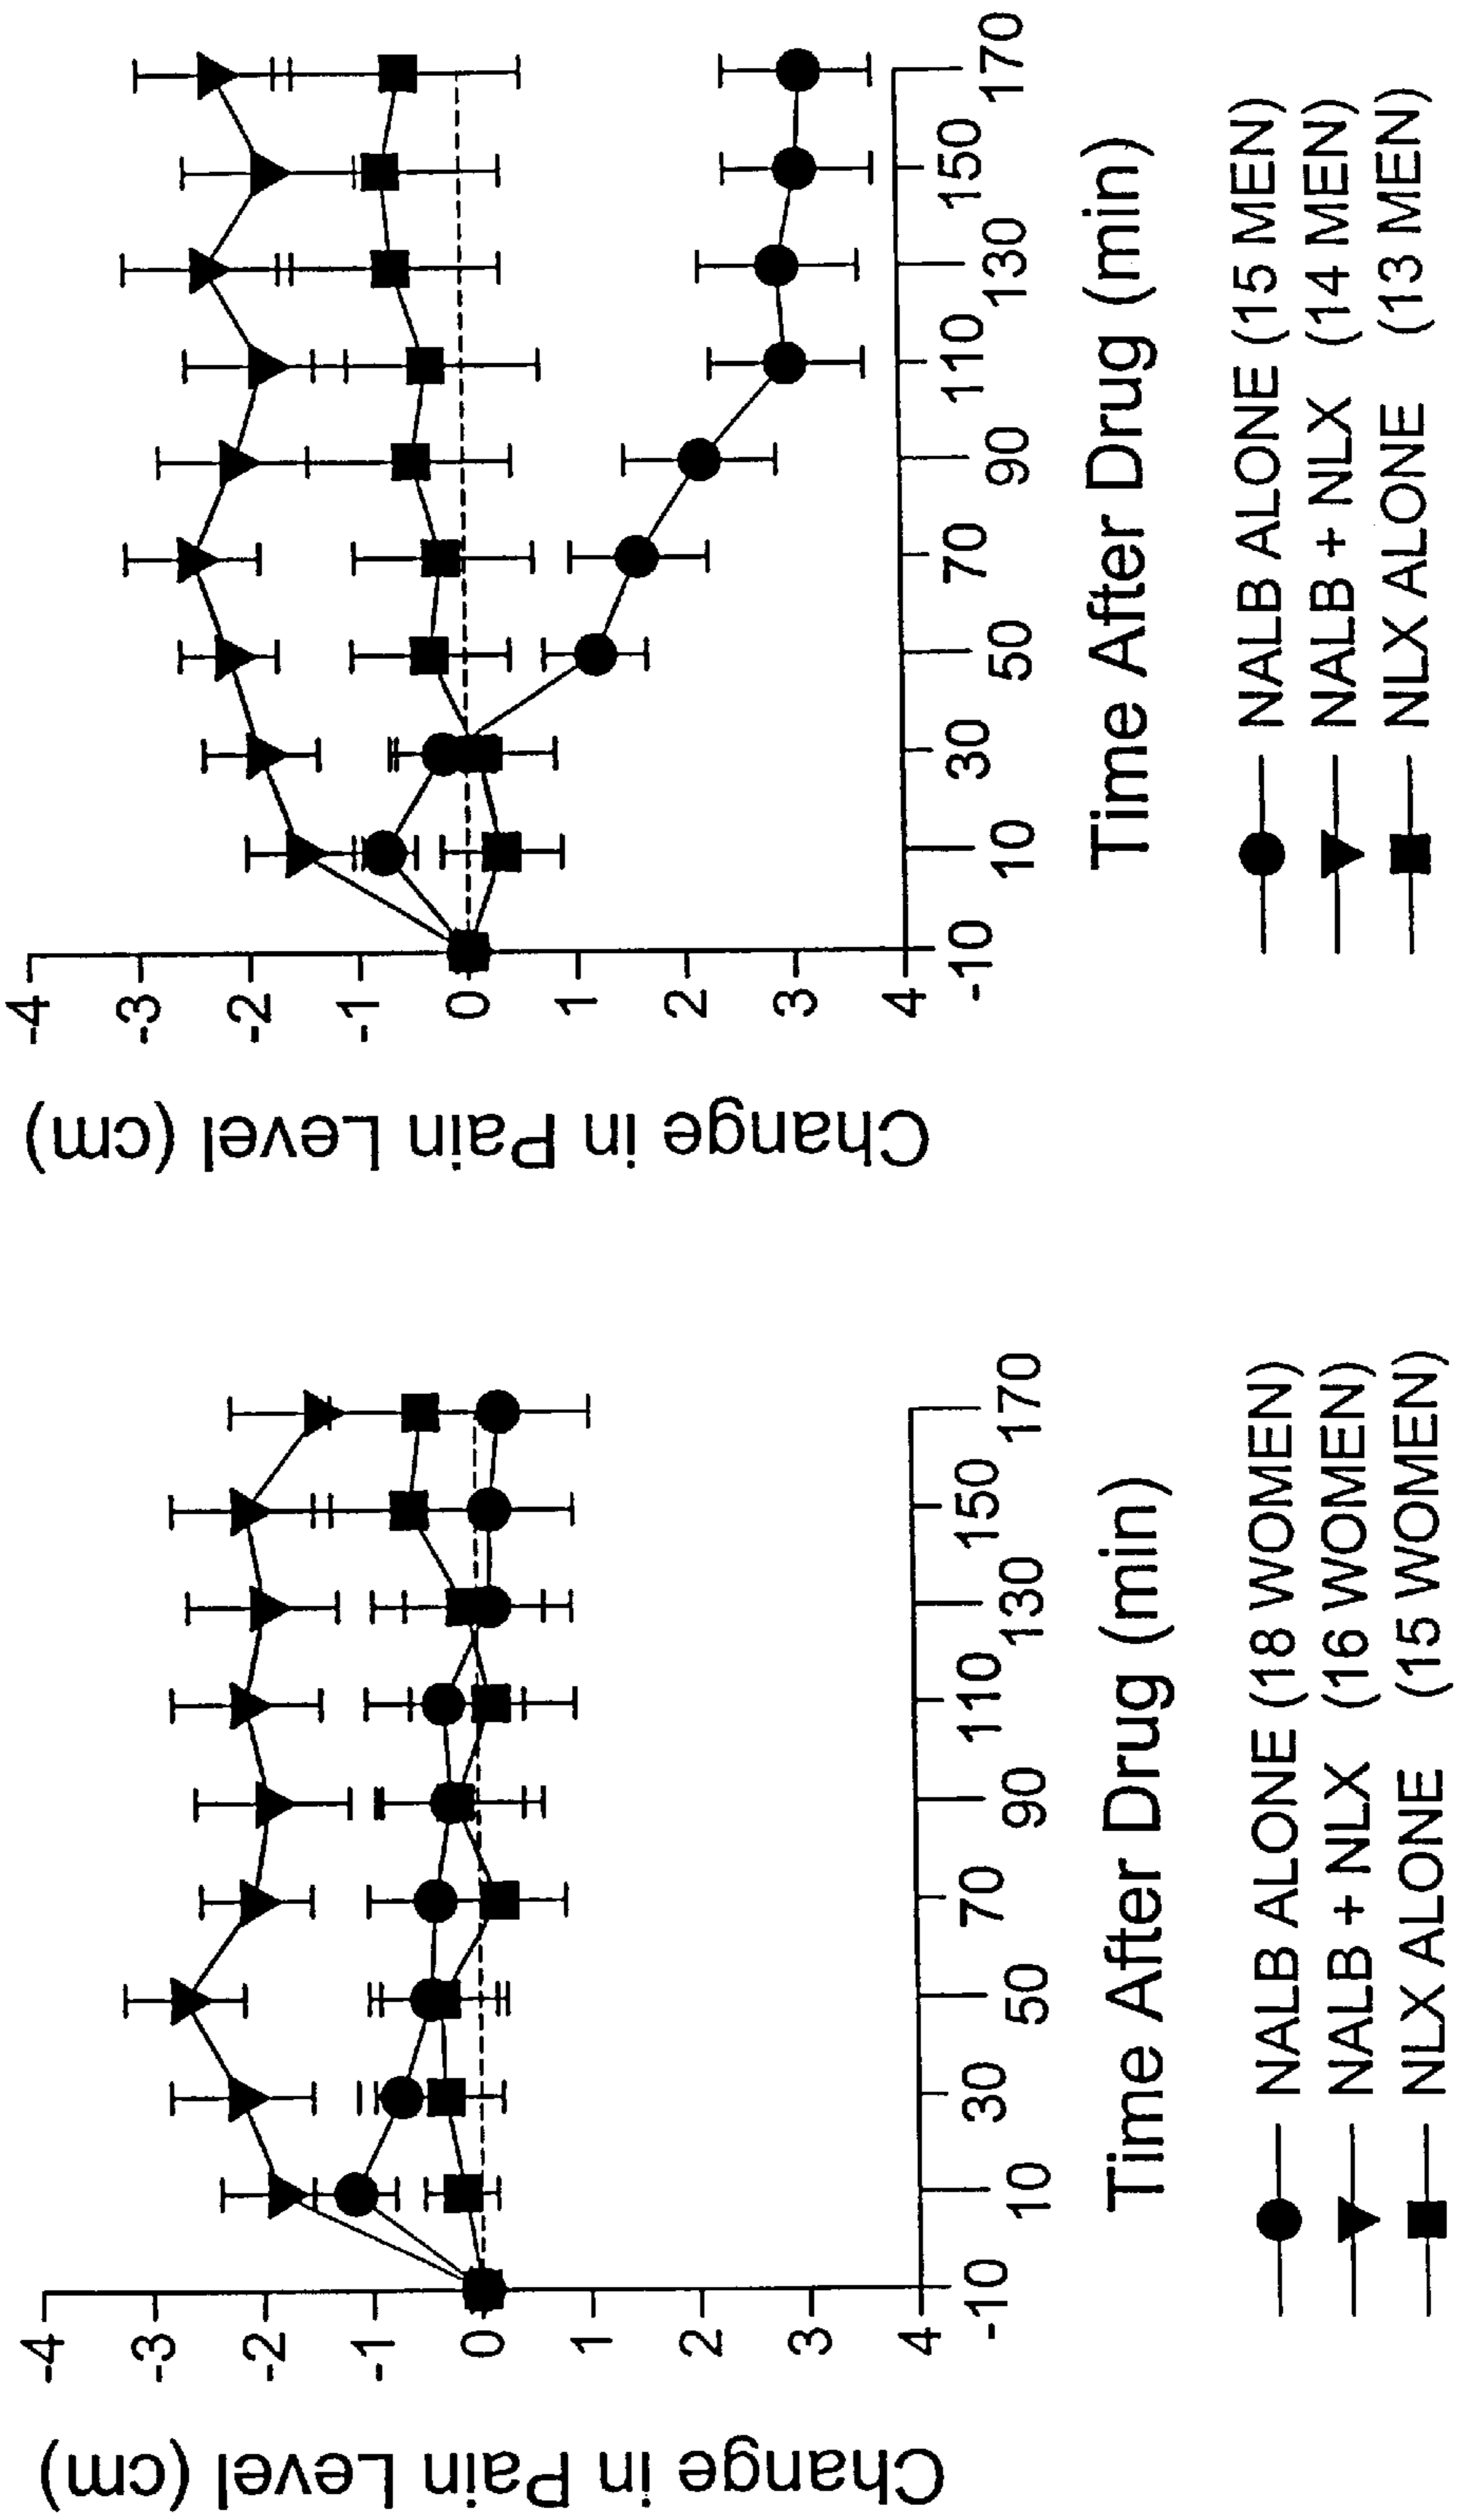 Change in Pain Level (cm)
-4
-3
-2
-1
0
1
2
3
4
-10 10 30 50 70 90 110 130 150 170
Time After Drug (min)
NALB ALONE (18 WOMEN)
NALB + NLX (16 WOMEN)
NLX ALONE (15 WOMEN)
Change in Pain Level (cm)
-4
-3
-2
-1
0
1
2
3
4
-10 10 30 50 70 90 110 130 150 170
Time After Drug (min)
NALB ALONE (15 MEN)
NALB + NLX (14 MEN)
NLX ALONE (13 MEN)